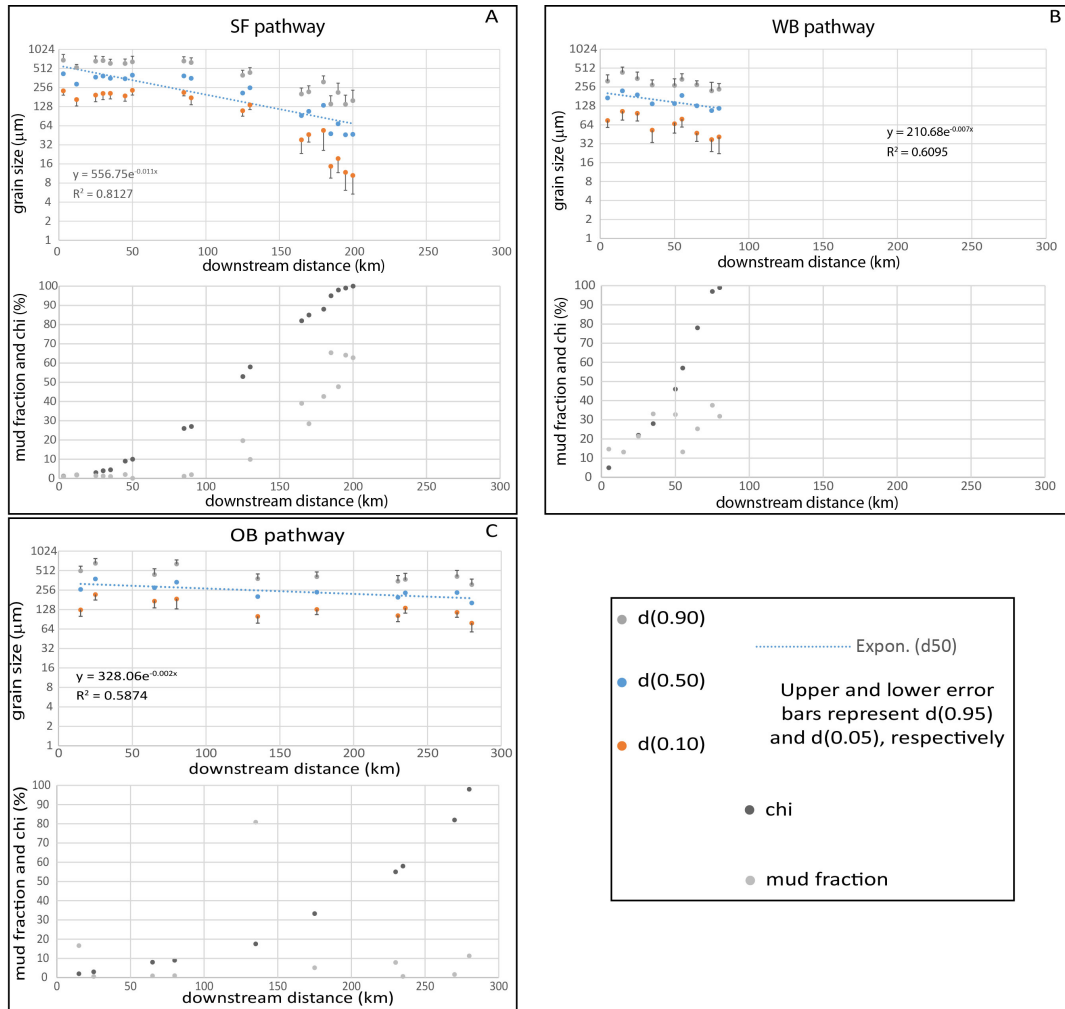 A
SF pathway
1024
512
256
128
64
32
16
8
4
2
1
grain size (μm)
y = 556.75e-0.011x
R² = 0.8127
0 50 100 150 200 250 300
downstream distance (km)
100
90
80
70
60
50
40
30
20
10
0
mud fraction and chi (%)
0 50 100 150 200 250 300
downstream distance (km)
B
WB pathway
1024
512
256
128
64
32
16
8
4
2
1
grain size (μm)
y = 210.68e-0.007x
R² = 0.6095
0 50 100 150 200 250 300
downstream distance (km)
100
90
80
70
60
50
40
30
20
10
0
mud fraction and chi (%)
0 50 100 150 200 250 300
downstream distance (km)
C
OB pathway
1024
512
256
128
64
32
16
8
4
2
1
grain size (μm)
y = 328.06e-0.002x
R² = 0.5874
0 50 100 150 200 250 300
downstream distance (km)
100
90
80
70
60
50
40
30
20
10
0
mud fraction and chi (%)
0 50 100 150 200 250 300
downstream distance (km)
d(0.90)
Expon. (d50)
d(0.50)
Upper and lower error
bars represent d(0.95)
and d(0.05), respectively
d(0.10)
chi
mud fraction